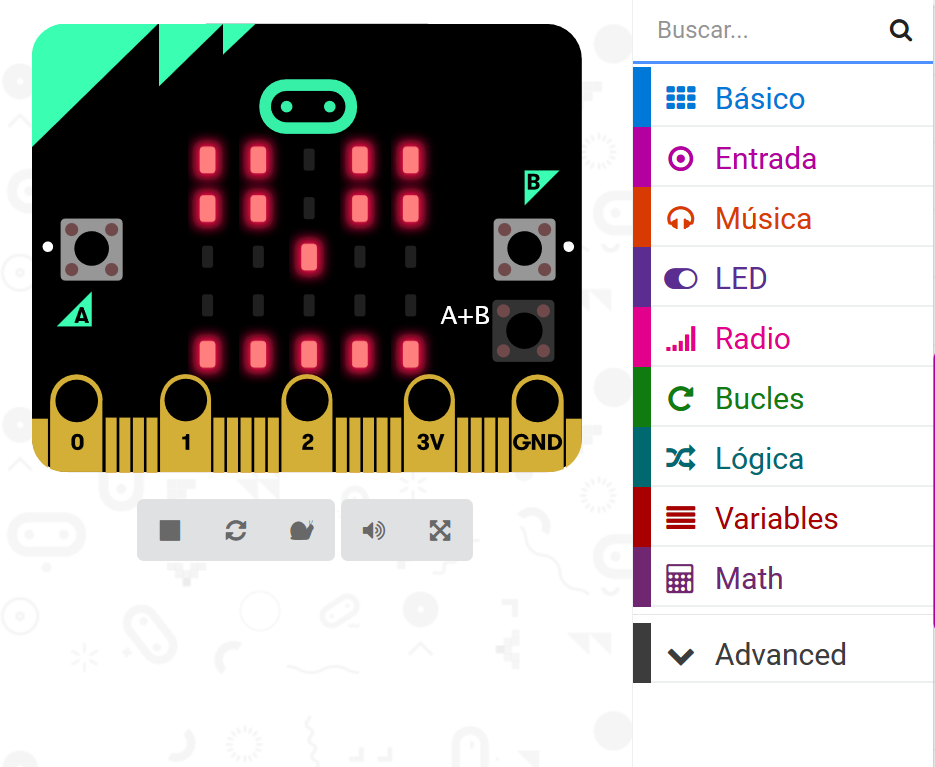 B
A
A+B
0
1
2
3V
GND
Buscar...
Básico
Entrada
Música
LED
Radio
Bucles
Lógica
Variables
Math
Advanced